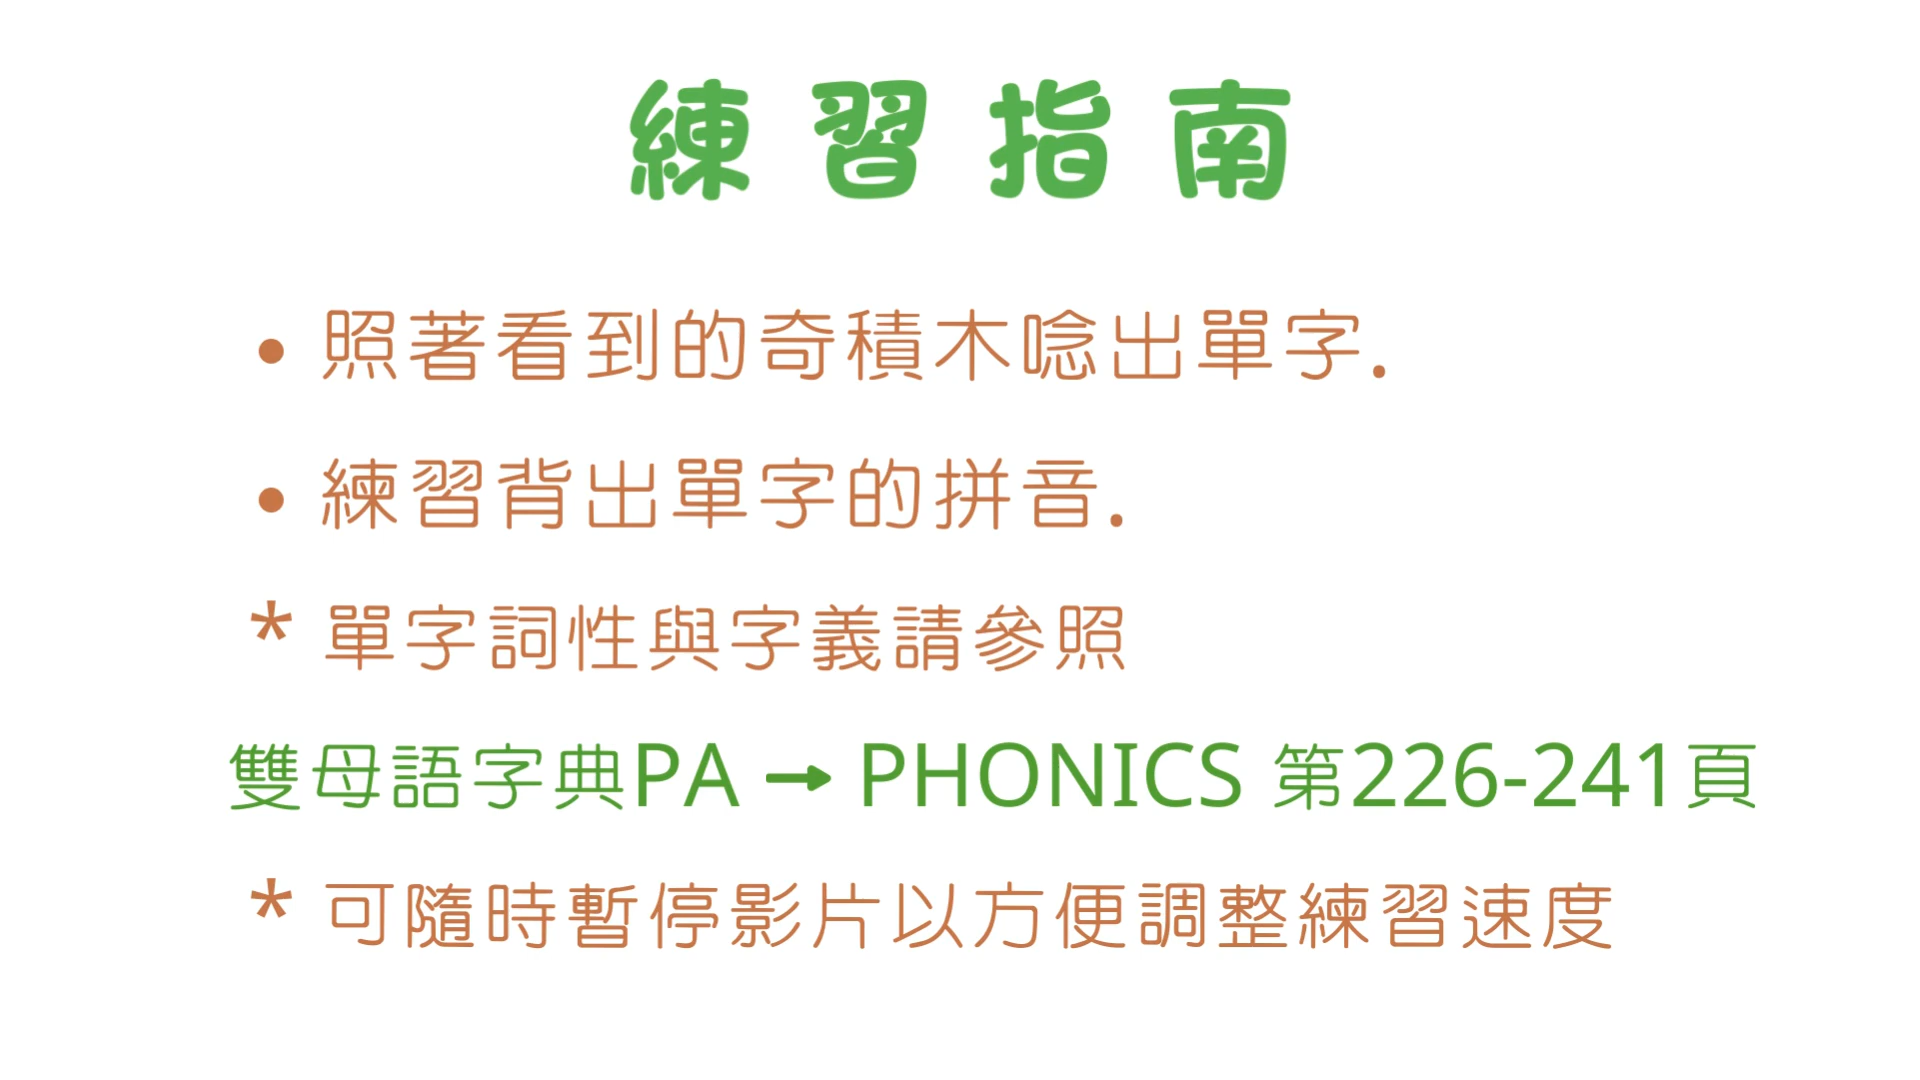 練習指南
• 照著看到的奇積木唸出單字.
• 練習背出單字的拼音.
* 單字詞性與字義請參照
雙母語字典PA → PHONICS 第226-241頁
* 可隨時暫停影片以方便調整練習速度